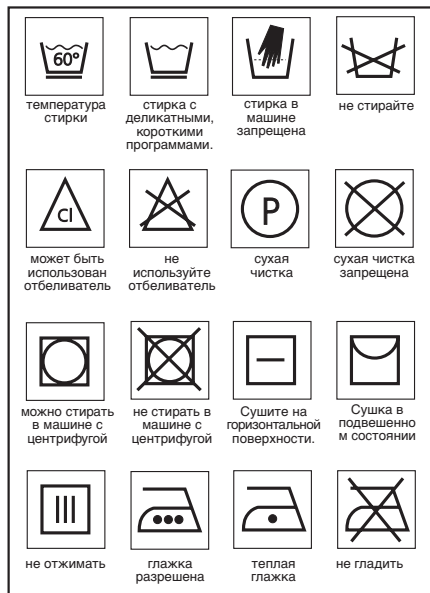 60°
температура
стирки
стирка с
деликатными,
короткими
программами.
стирка в
машине
запрещена
не стирайте
Cl
может быть
использован
отбеливатель
не
используйте
отбеливатель
P
сухая
чистка
сухая чистка
запрещена
можно стирать
в машине с
центрифугой
не стирать в
машине с
центрифугой
Сушите на
горизонтальной
поверхности.
Сушка в
подвешенно
м состоянии
не отжимать
глажка
разрешена
теплая
глажка
не гладить